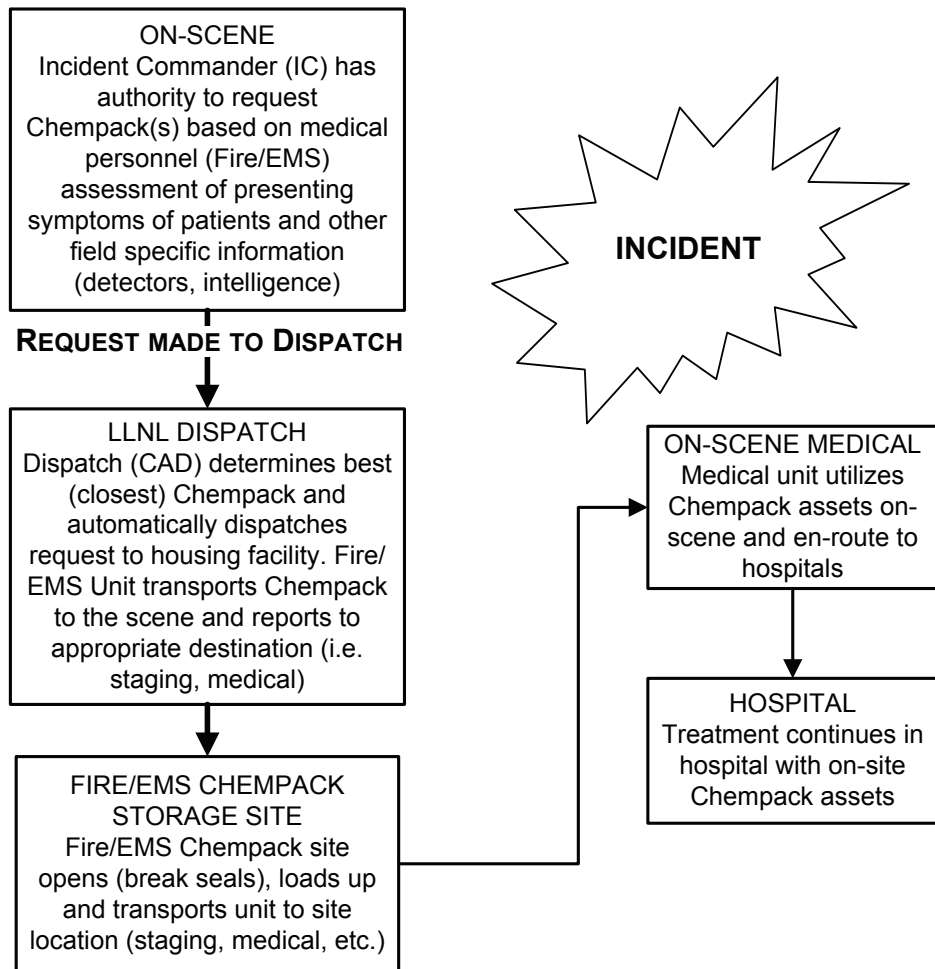 ON-SCENE
Incident Commander (IC) has
authority to request
Chempack(s) based on medical
personnel (Fire/EMS)
assessment of presenting
symptoms of patients and other
field specific information
(detectors, intelligence)
INCIDENT
REQUEST MADE TO DISPATCH
LLNL DISPATCH
Dispatch (CAD) determines best
(closest) Chempack and
automatically dispatches
request to housing facility. Fire/
EMS Unit transports Chempack
to the scene and reports to
appropriate destination (i.e.
staging, medical)
FIRE/EMS CHEMPACK
STORAGE SITE
Fire/EMS Chempack site
opens (break seals), loads up
and transports unit to site
location (staging, medical, etc.)
ON-SCENE MEDICAL
Medical unit utilizes
Chempack assets on-
scene and en-route to
hospitals
HOSPITAL
Treatment continues in
hospital with on-site
Chempack assets